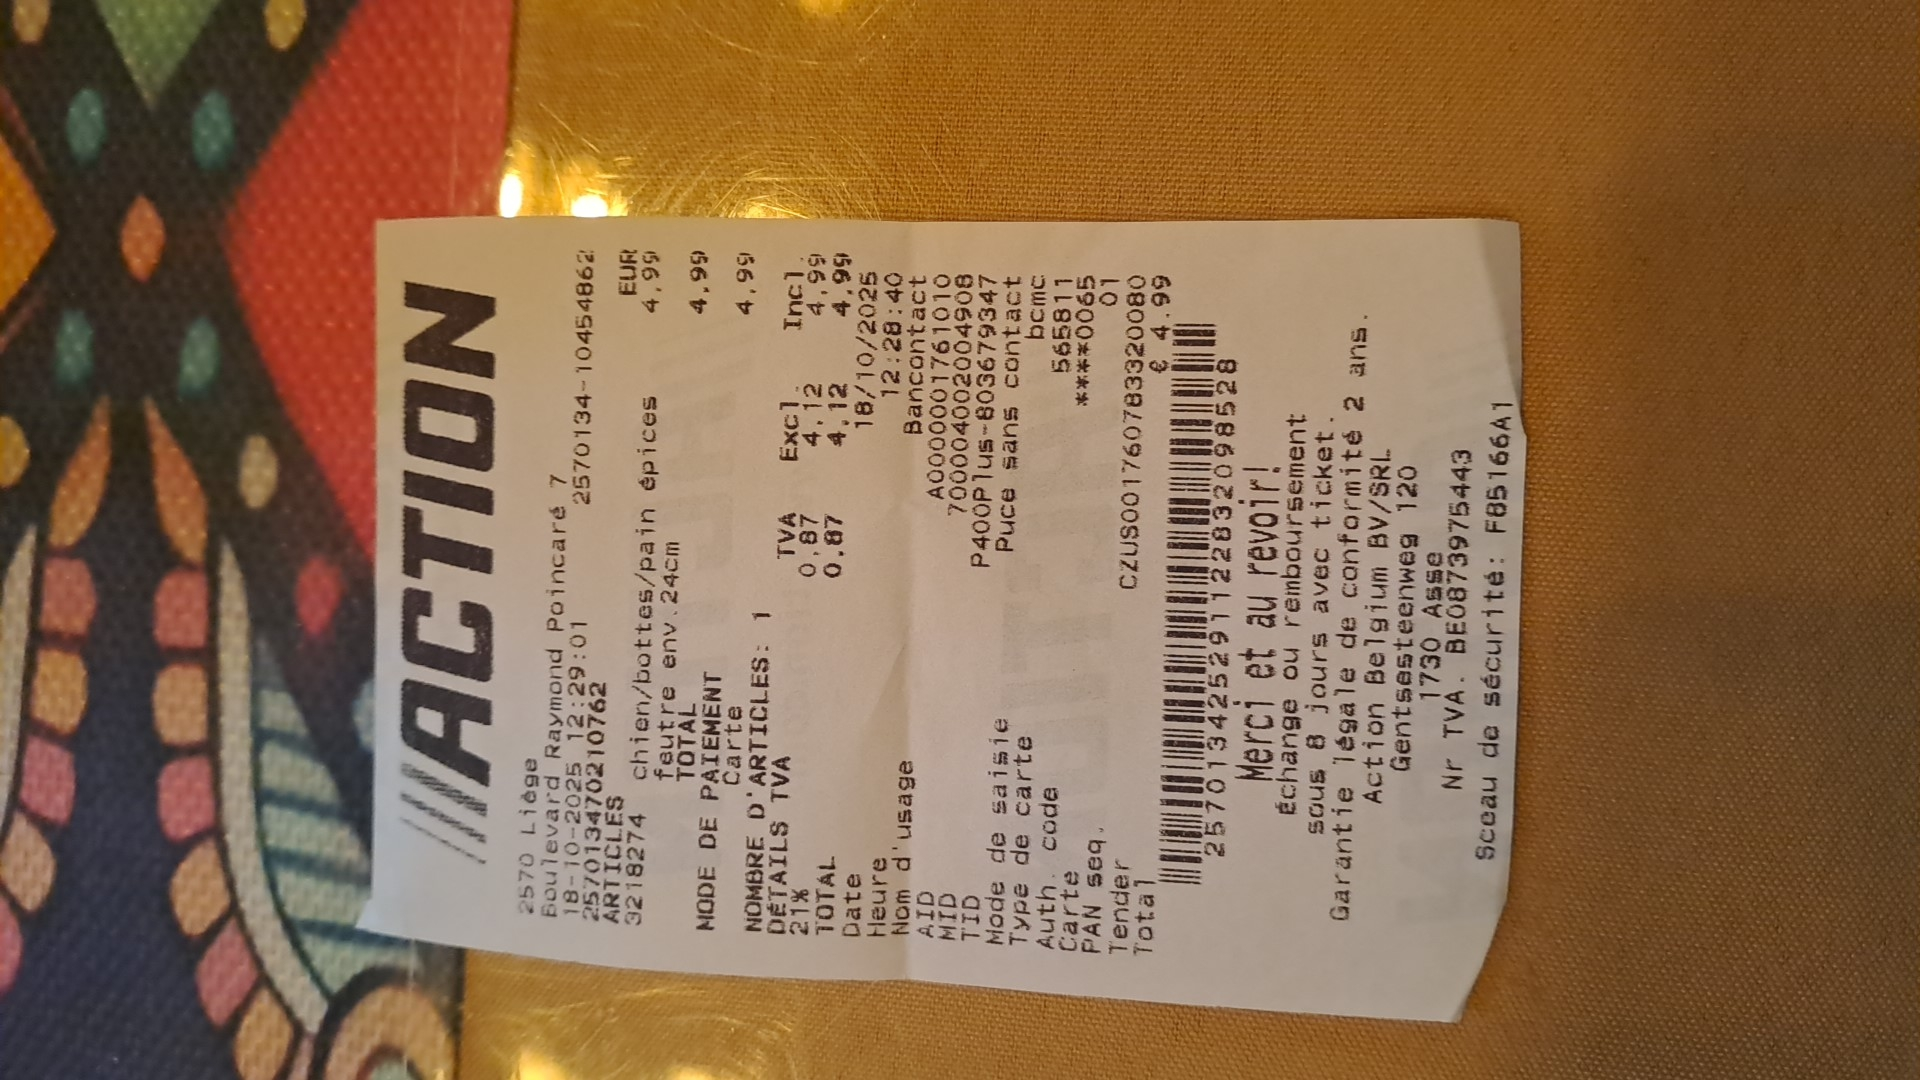 ACTION
2570 Liège
Boulevard Raymond Poincaré 7
18-10-2025 12:29:01 2570134-10454862
2570134702107​62
ARTICLES EUR
3218274 chien/bottes/pain épices 4,99
feutre env.24cm
TOTAL 4,99
MODE DE PAIEMENT
Carte 4,99
NOMBRE D'ARTICLES: 1
DÉTAILS TVA TVA Excl. Incl.
21% 0,87 4,12 4,99
TOTAL 0,87 4,12 4,99
Date 18/10/2025
Heure 12:28:40
Nom d'usage Bancontact
AID A0000001761010
MID 700004002004908
TID P400Plus-803679347
Mode de saisie Puce sans contact
Type de carte bcmc
Auth. code 565811
Carte ****0065
PAN seq. 01
Tender CZUS001760783320080
Total € 4.99
257013425291122832098528
Merci et au revoir!
Échange ou remboursement
sous 8 jours avec ticket.
Garantie légale de conformité 2 ans.
Action Belgium BV/SRL
Gentsesteenweg 120
1730 Asse
Nr TVA. BE0873975443
Sceau de sécurité: F85166A1